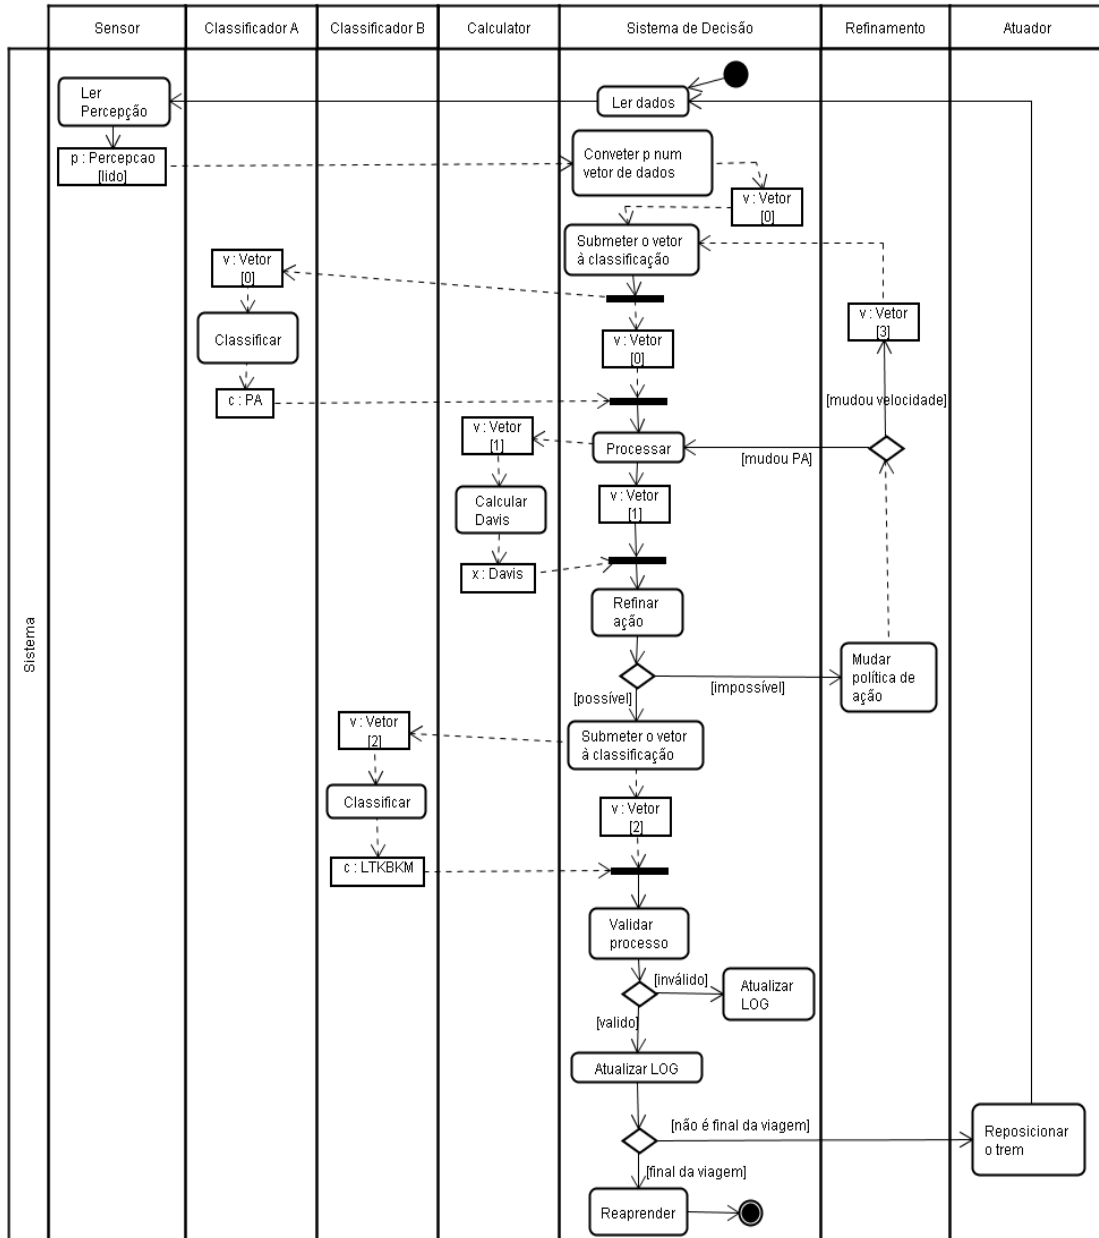 Sensor
Classificador A
Classificador B
Calculator
Sistema de Decisão
Refinamento
Atuador
Sistema
Ler
Percepção
Ler dados
p : Percepcao
[lido]
Conveter p num
vetor de dados
v : Vetor
[0]
Submeter o vetor
à classificação
v : Vetor
[0]
Classificar
v : Vetor
[0]
v : Vetor
[3]
c : PA
[mudou velocidade]
v : Vetor
[1]
Processar
[mudou PA]
Calcular
Davis
v : Vetor
[1]
x : Davis
Refinar
ação
Mudar
política de
ação
[possível]
[impossível]
v : Vetor
[2]
Submeter o vetor
à classificação
Classificar
v : Vetor
[2]
c : LTKBKM
Validar
processo
[inválido]
Atualizar
LOG
[valido]
Atualizar LOG
[não é final da viagem]
Reposicionar
o trem
[final da viagem]
Reaprender